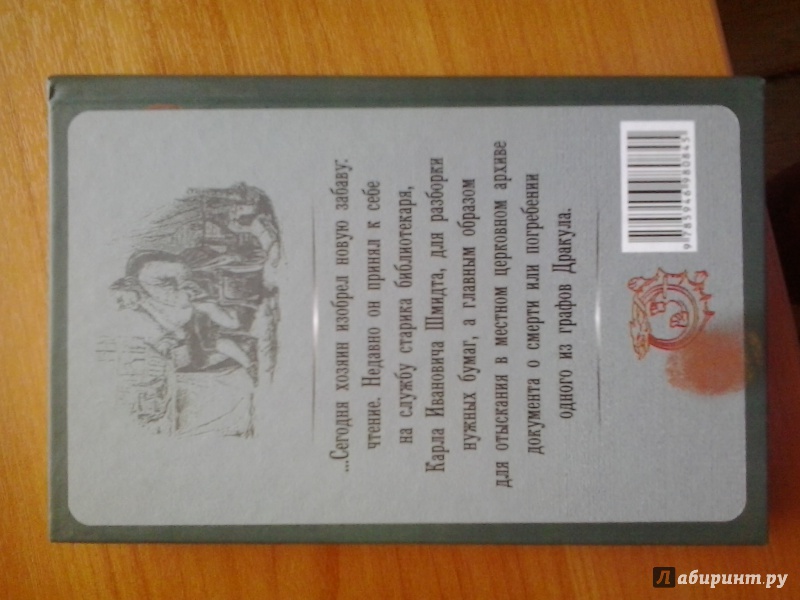 ...Сегодня хозяин изобрел новую забаву:
чтение. Недавно он принял к себе
на службу старика библиотекаря,
Карла Ивановича Шмидта, для разборки
нужных бумаг, а главным образом
для отыскания в местном церковном архиве
документа о смерти или погребении
одного из графов Дракула.
9785946080845
Лабиринт.ру